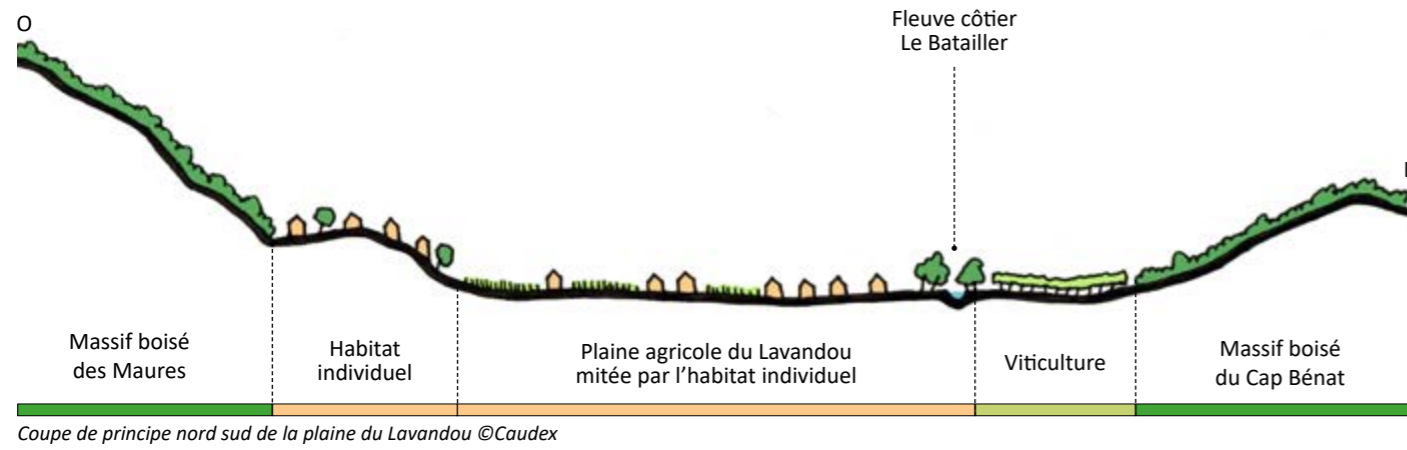 O
Fleuve côtier
Le Batailler
Massif boisé
des Maures
Habitat
individuel
Plaine agricole du Lavandou
mitée par l'habitat individuel
Viticulture
Massif boisé
du Cap Bénat
Coupe de principe nord sud de la plaine du Lavandou ©Caudex